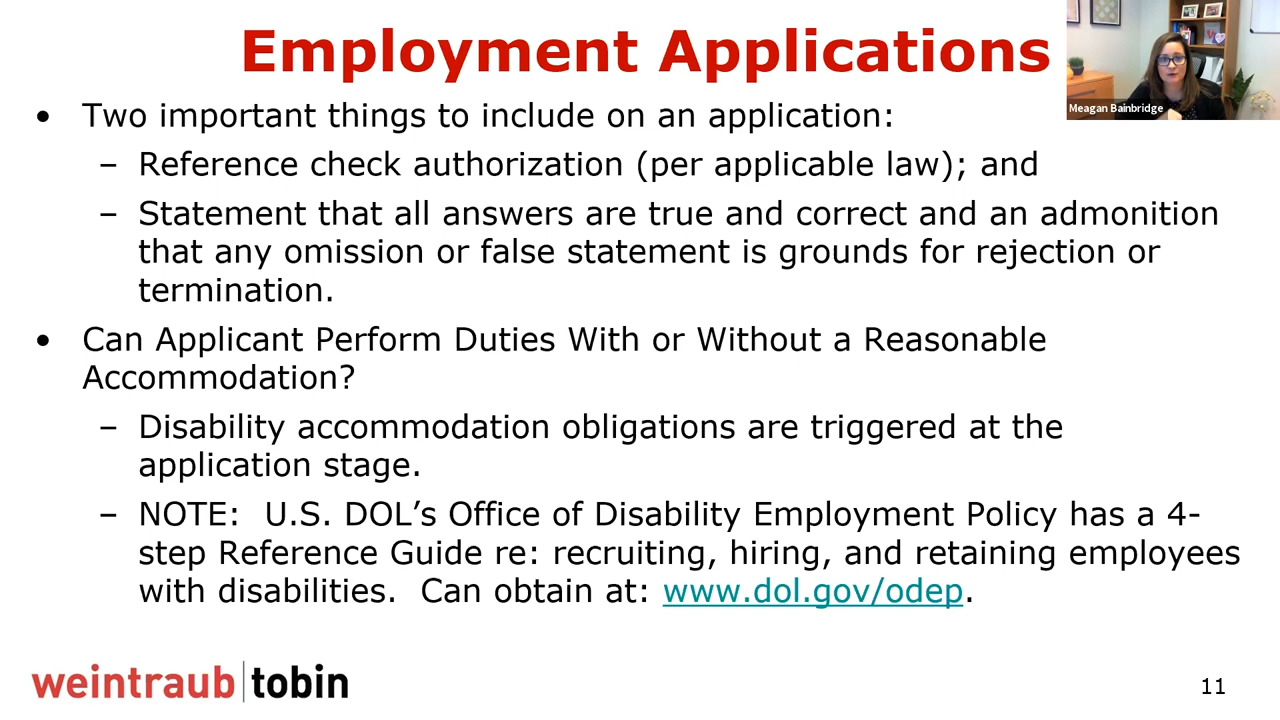 Employment Applications
Meagan Bainbridge
• Two important things to include on an application:
– Reference check authorization (per applicable law); and
– Statement that all answers are true and correct and an admonition
that any omission or false statement is grounds for rejection or
termination.
• Can Applicant Perform Duties With or Without a Reasonable
Accommodation?
– Disability accommodation obligations are triggered at the
application stage.
– NOTE:  U.S. DOL’s Office of Disability Employment Policy has a 4-
step Reference Guide re: recruiting, hiring, and retaining employees
with disabilities.  Can obtain at: www.dol.gov/odep.
weintraub|tobin
11